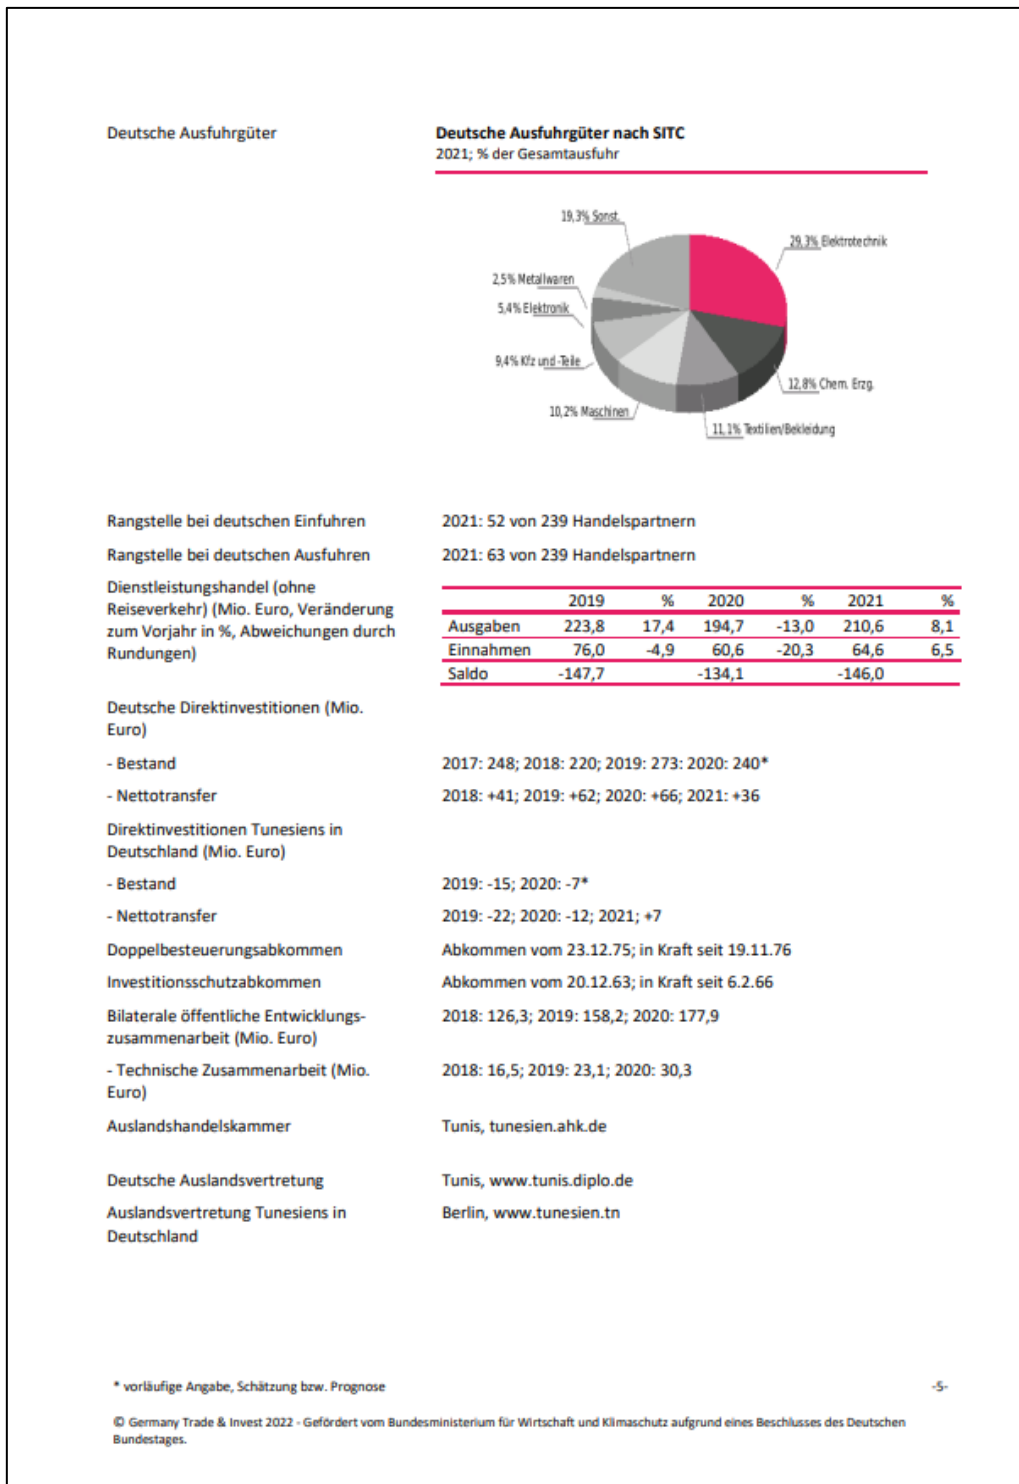 Deutsche Ausfuhrgüter
Deutsche Ausfuhrgüter nach SITC
2021; % der Gesamtausfuhr
19,3% Sonst.
29,3% Elektrotechnik
2,5% Metallwaren
5,4% Elektronik
9,4% Kfz und -Teile
12,8% Chem. Erzg.
10,2% Maschinen
11,1% Textilien/Bekleidung
Rangstelle bei deutschen Einfuhren 2021: 52 von 239 Handelspartnern
Rangstelle bei deutschen Ausfuhren 2021: 63 von 239 Handelspartnern
Dienstleistungshandel (ohne
Reiseverkehr) (Mio. Euro, Veränderung
zum Vorjahr in %, Abweichungen durch
Rundungen)
2019 % 2020 % 2021 %
Ausgaben 223,8 17,4 194,7 -13,0 210,6 8,1
Einnahmen 76,0 -4,9 60,6 -20,3 64,6 6,5
Saldo -147,7 -134,1 -146,0
Deutsche Direktinvestitionen (Mio.
Euro)
- Bestand 2017: 248; 2018: 220; 2019: 273: 2020: 240*
- Nettotransfer 2018: +41; 2019: +62; 2020: +66; 2021: +36
Direktinvestitionen Tunesiens in
Deutschland (Mio. Euro)
- Bestand 2019: -15; 2020: -7*
- Nettotransfer 2019: -22; 2020: -12; 2021; +7
Doppelbesteuerungsabkommen Abkommen vom 23.12.75; in Kraft seit 19.11.76
Investitionsschutzabkommen Abkommen vom 20.12.63; in Kraft seit 6.2.66
Bilaterale öffentliche Entwicklungs- 2018: 126,3; 2019: 158,2; 2020: 177,9
zusammenarbeit (Mio. Euro)
- Technische Zusammenarbeit (Mio. 2018: 16,5; 2019: 23,1; 2020: 30,3
Euro)
Auslandshandelskammer Tunis, tunesien.ahk.de
Deutsche Auslandsvertretung Tunis, www.tunis.diplo.de
Auslandsvertretung Tunesiens in Berlin, www.tunesien.tn
Deutschland
* vorläufige Angabe, Schätzung bzw. Prognose -5-
© Germany Trade & Invest 2022 - Gefördert vom Bundesministerium für Wirtschaft und Klimaschutz aufgrund eines Beschlusses des Deutschen
Bundestages.